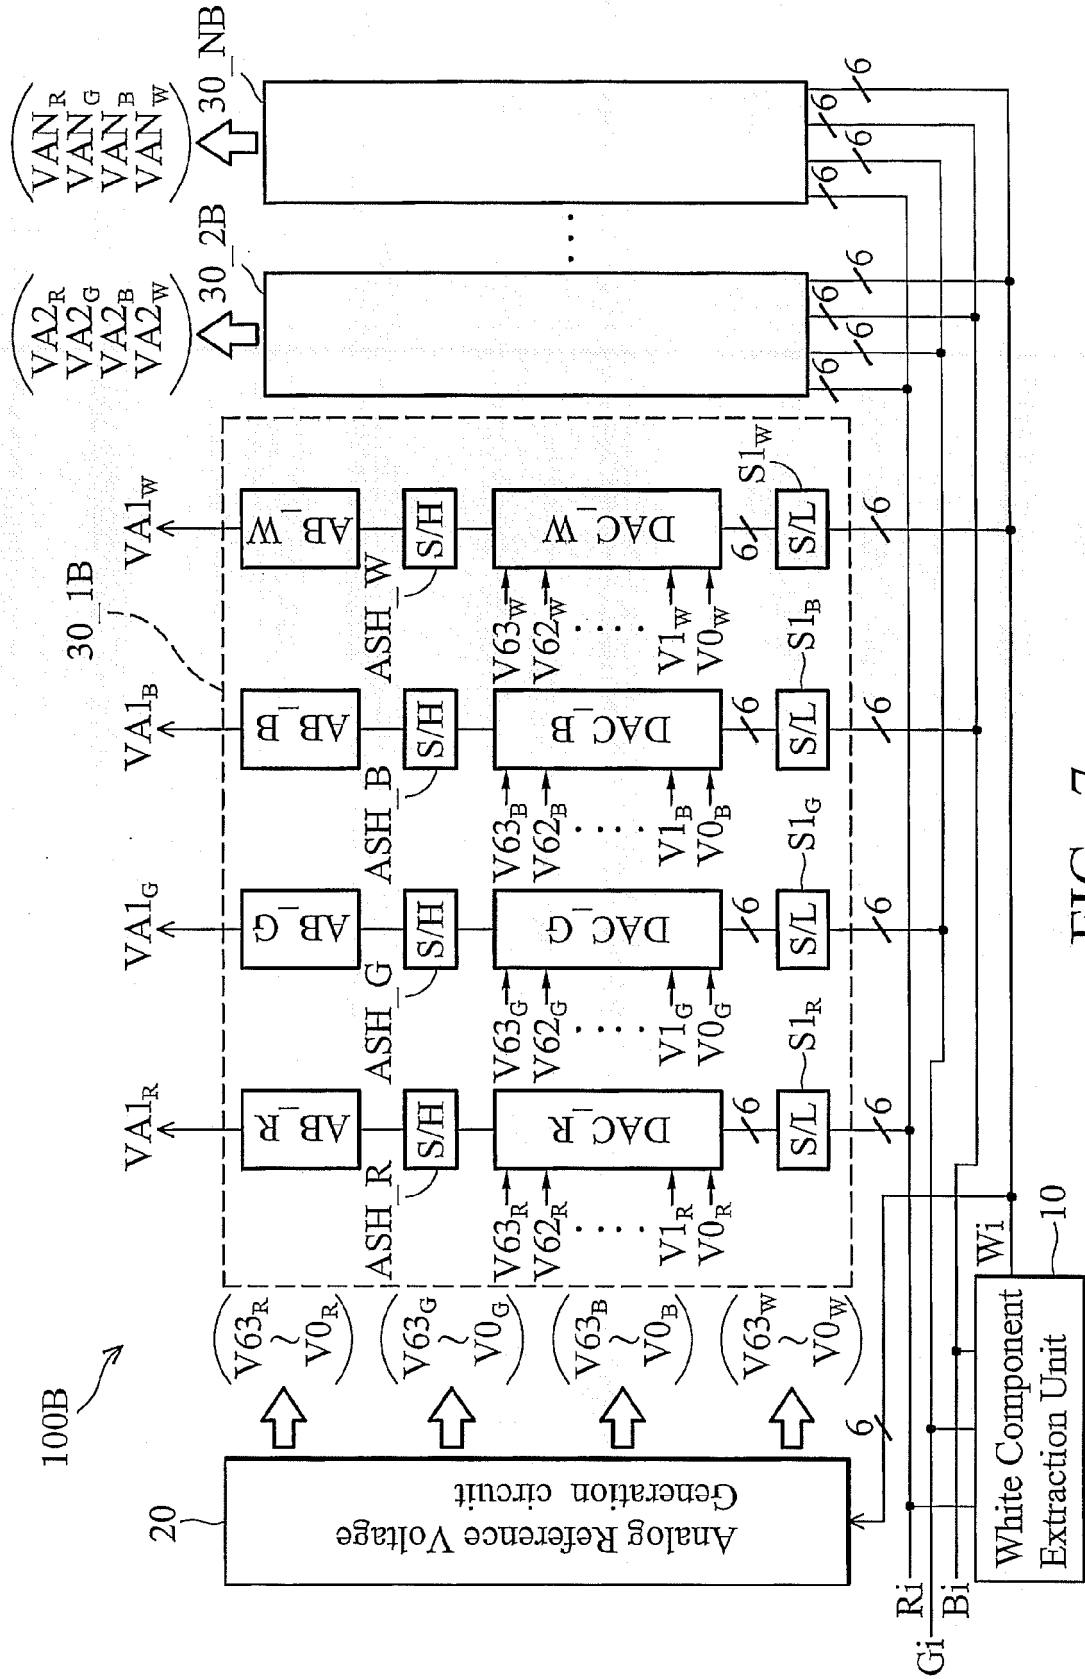 100B
20
Analog Reference Voltage
Generation circuit
(V63R ~ V0R)
(V63G ~ V0G)
(V63B ~ V0B)
(V63W ~ V0W)
6
30_1B
VA1R
VA1G
VA1B
VA1W
AB_R
AB_G
AB_B
AB_W
ASH_R
S/H
ASH_G
S/H
ASH_B
S/H
ASH_W
S/H
V63R
V62R
. . . .
V1R
V0R
DAC_R
V63G
V62G
. . . .
V1G
V0G
DAC_G
V63B
V62B
. . . .
V1B
V0B
DAC_B
V63W
V62W
. . . .
V1W
V0W
DAC_W
6
6
6
6
S/L
S1R
S/L
S1G
S/L
S1B
S/L
S1W
6
6
6
6
(VA2R
VA2G
VA2B
VA2W)
30_2B
6
6
6
6
. . .
(VANR
VANG
VANB
VANW)
30_NB
6
6
6
6
Ri
Gi
Bi
Wi
White Component
Extraction Unit
10
FIG. 7